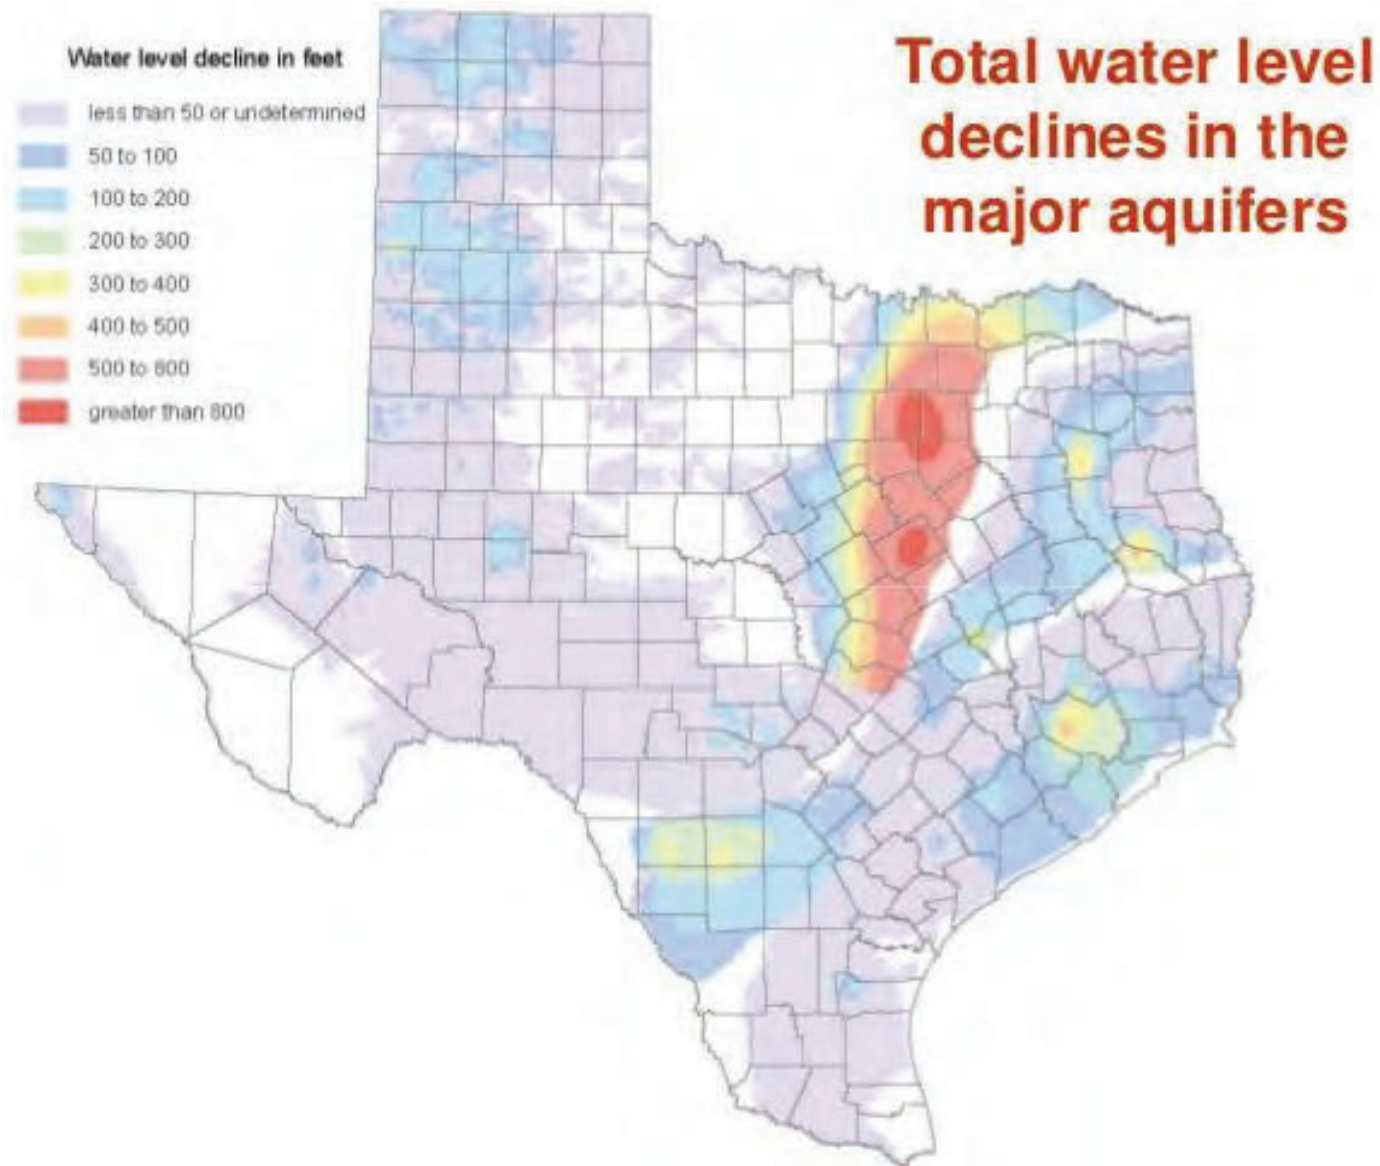 Total water level
declines in the
major aquifers
Water level decline in feet
less than 50 or undetermined
50 to 100
100 to 200
200 to 300
300 to 400
400 to 500
500 to 800
greater than 800